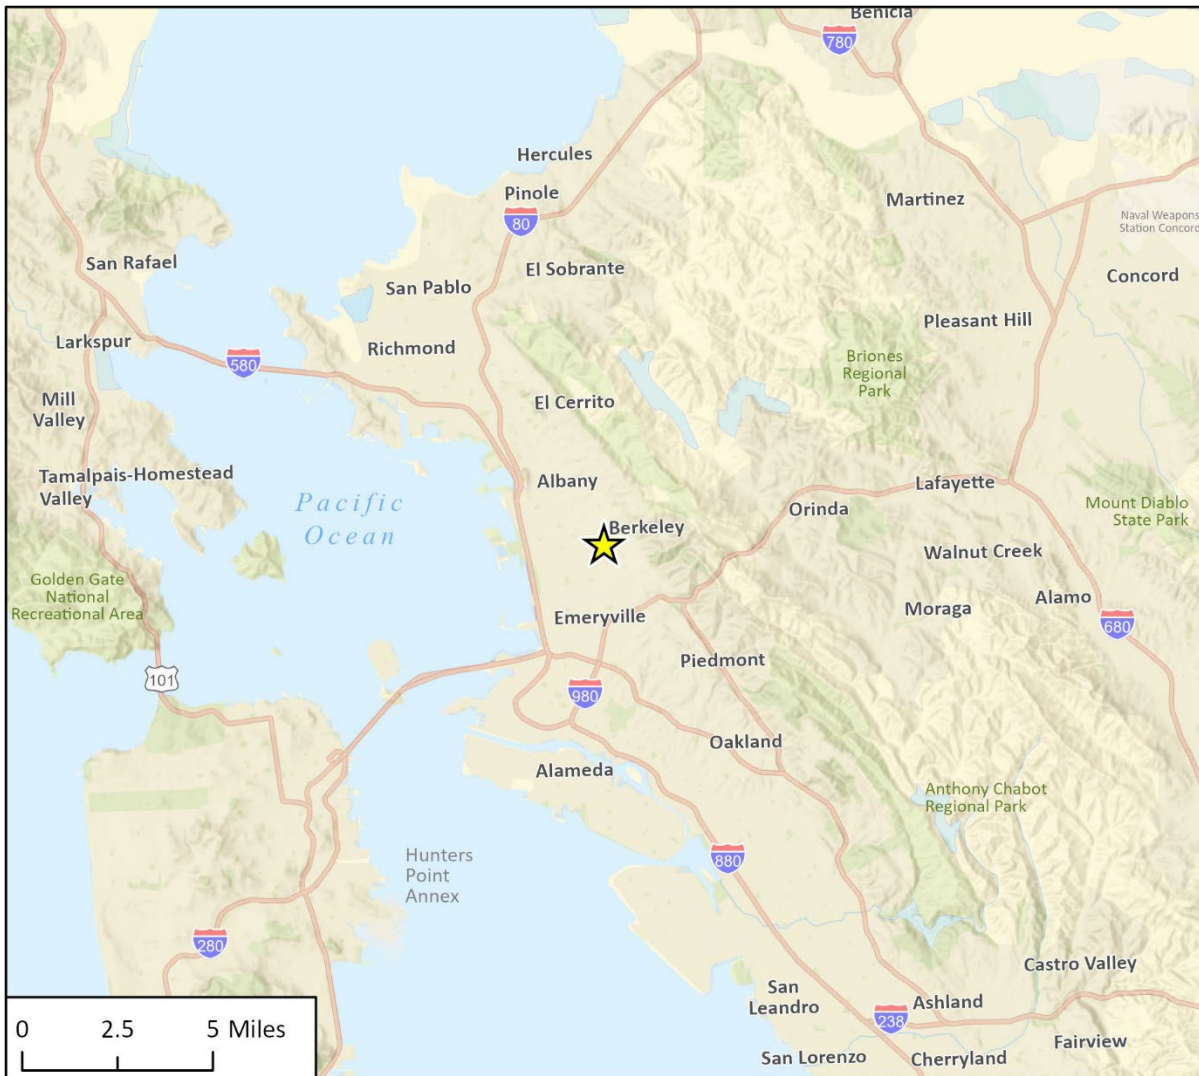 Benicia
780
Hercules
Pinole
80
Martinez
Naval Weapons
Station Concord
San Rafael
El Sobrante
San Pablo
Concord
Pleasant Hill
Larkspur
Richmond
580
Briones
Regional
Park
Mill
Valley
El Cerrito
Tamalpais-Homestead
Valley
Albany
Lafayette
Pacific
Ocean
Orinda
Mount Diablo
State Park
Berkeley
Walnut Creek
Golden Gate
National
Recreational Area
Emeryville
Moraga
Alamo
680
101
Piedmont
980
Oakland
Alameda
Anthony Chabot
Regional Park
Hunters
Point
Annex
880
280
Castro Valley
San
Leandro
Ashland
238
0 2.5 5 Miles
Fairview
San Lorenzo
Cherryland